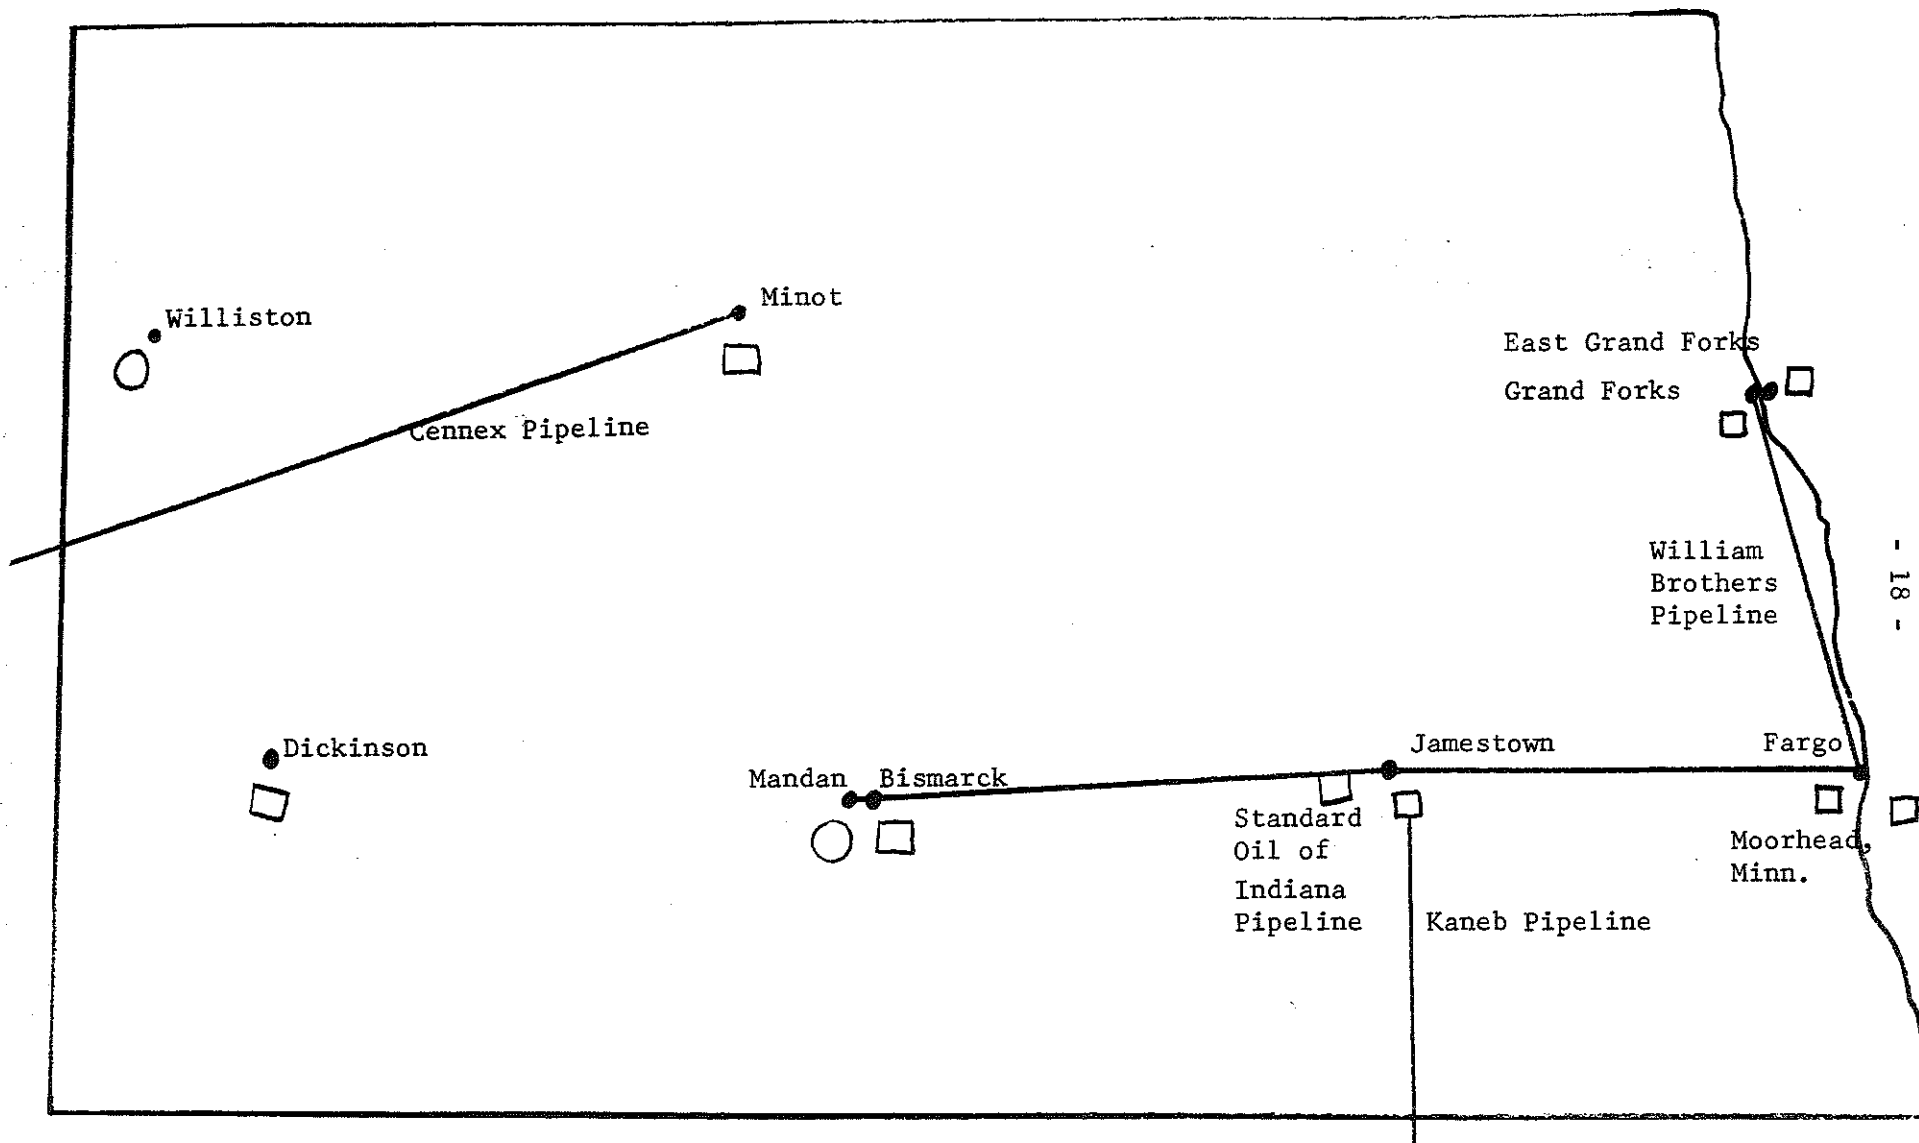 Williston
Minot
East Grand Forks
Grand Forks
Cennex Pipeline
William
Brothers
Pipeline
- 18 -
Dickinson
Mandan
Bismarck
Jamestown
Fargo
Standard
Oil of
Indiana
Pipeline
Kaneb Pipeline
Moorhead,
Minn.